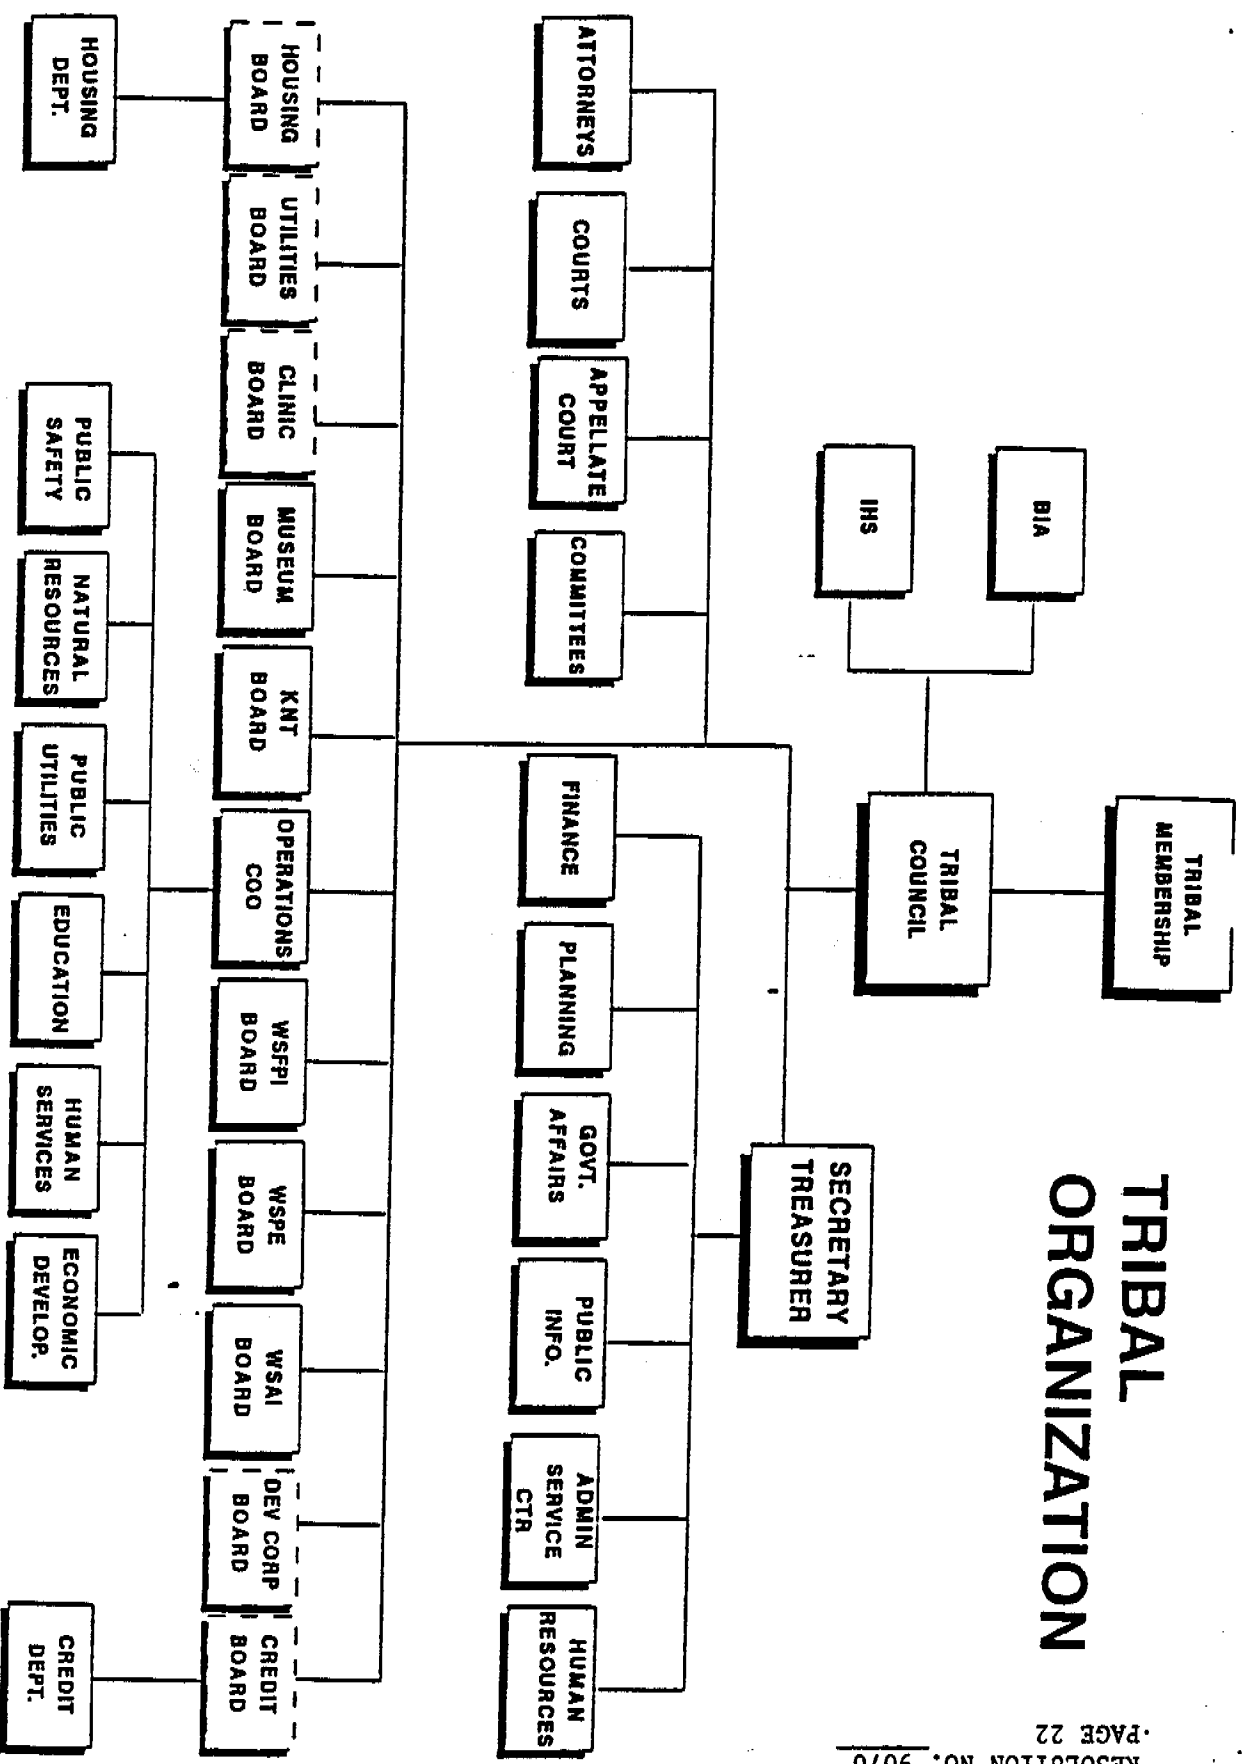 RESOLUTION NO. 9070
PAGE 22
TRIBAL
ORGANIZATION
TRIBAL
MEMBERSHIP
BIA
IHS
TRIBAL
COUNCIL
SECRETARY
TREASURER
ATTORNEYS
COURTS
APPELLATE
COURT
COMMITTEES
FINANCE
PLANNING
GOVT.
AFFAIRS
PUBLIC
INFO.
ADMIN
SERVICE
CTR
HUMAN
RESOURCES
HOUSING
BOARD
UTILITIES
BOARD
CLINIC
BOARD
MUSEUM
BOARD
KNT
BOARD
OPERATIONS
COO
WSFPI
BOARD
WSPE
BOARD
WSAI
BOARD
DEV CORP
BOARD
CREDIT
BOARD
HOUSING
DEPT.
PUBLIC
SAFETY
NATURAL
RESOURCES
PUBLIC
UTILITIES
EDUCATION
HUMAN
SERVICES
ECONOMIC
DEVELOP.
CREDIT
DEPT.